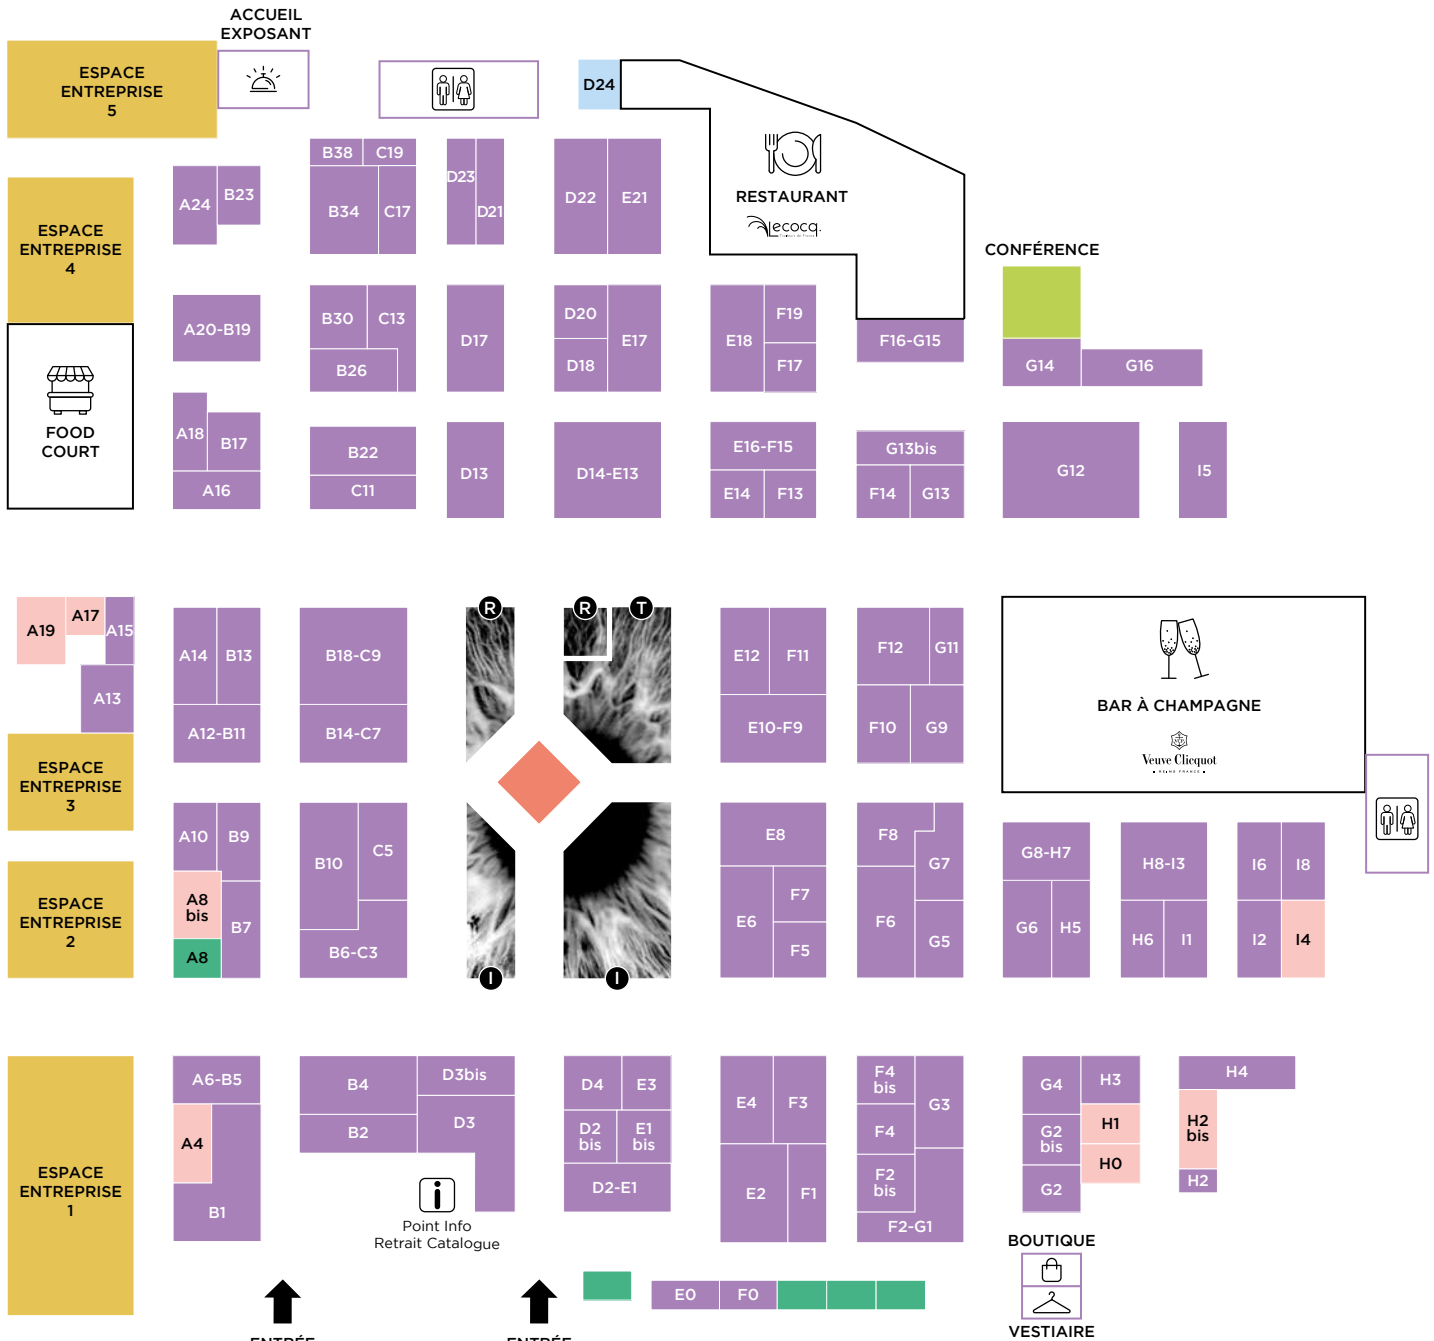 ACCUEIL
EXPOSANT
ESPACE
ENTREPRISE
5
D24
B38
C19
D23
D21
D22
E21
RESTAURANT
Lecocq.
A24
B23
B34
C17
ESPACE
ENTREPRISE
4
CONFÉRENCE
A20-B19
B30
C13
B26
D17
D20
D18
E17
E18
F19
F17
F16-G15
G14
G16
FOOD
COURT
A18
B17
A16
B22
C11
D13
D14-E13
E16-F15
E14
F13
G13bis
F14
G13
G12
I5
A19
A17
A15
A13
A14
B13
A12-B11
B18-C9
B14-C7
R
R
T
E12
F11
E10-F9
F12
G11
F10
G9
BAR À CHAMPAGNE
Veuve Clicquot
REIMS FRANCE
ESPACE
ENTREPRISE
3
A10
B9
A8
bis
A8
B7
B10
C5
B6-C3
E8
E6
F7
F5
F8
G7
F6
G5
G8-H7
G6
H5
H8-I3
H6
I1
I6
I8
I2
I4
ESPACE
ENTREPRISE
2
I
I
A6-B5
A4
B1
B4
B2
D3bis
D3
D4
E3
D2
bis
E1
bis
D2-E1
E4
F3
E2
F1
F4
bis
F4
F2
bis
G3
F2-G1
G4
G2
bis
G2
H3
H1
H0
H4
H2
bis
H2
ESPACE
ENTREPRISE
1
Point Info
Retrait Catalogue
BOUTIQUE
E0
F0
VESTIAIRE
ENTRÉE
ENTRÉE